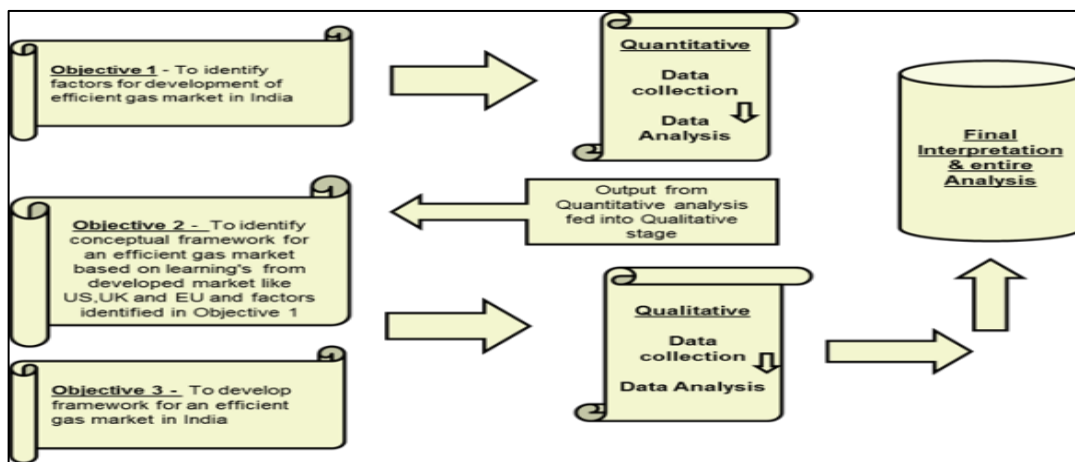 Objective 1 - To identify
factors for development of
efficient gas market in India
Quantitative
Data
collection
Data
Analysis
Final
Interpretation
& entire
Analysis
Output from
Quantitative analysis
fed into Qualitative
stage
Objective 2 - To identify
conceptual framework for
an efficient gas market
based on learning's from
developed market like
US,UK and EU and factors
identified in Objective 1
Qualitative
Data
collection
Data Analysis
Objective 3 - To develop
framework for an efficient
gas market in India